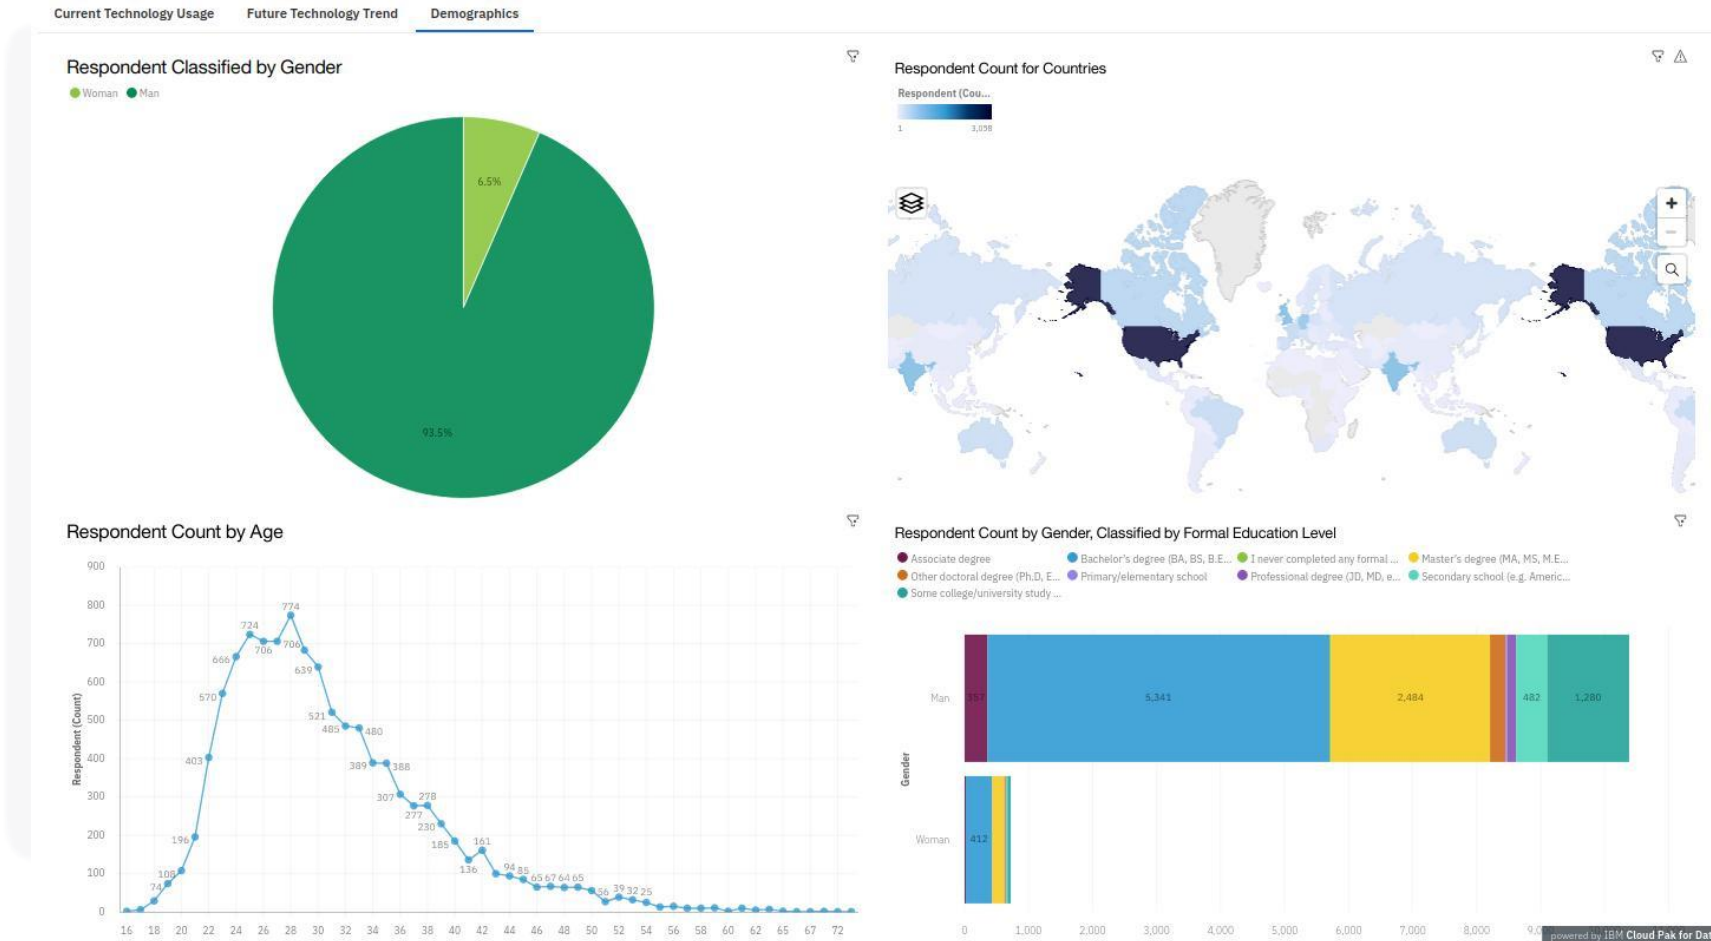 Current Technology Usage Future Technology Trend Demographics
Respondent Classified by Gender
Woman Man
6.5%
93.5%
Respondent Count for Countries
Respondent (Cou...
1 3,058
Respondent Count by Age
Respondent (Count)
900
800
700
600
500
400
300
200
100
0
74 108 196 403 570 666 724 706 774 706 639 521 485 480 389 388 307 277 278 230 185 136 161 94 85 65 67 64 65 56 39 32 25
16 18 20 22 24 26 28 30 32 34 36 38 40 42 44 46 48 50 52 54 56 58 60 62 65 67 72
Respondent Count by Gender, Classified by Formal Education Level
Associate degree Bachelor's degree (BA, BS, B.E... I never completed any formal ... Master's degree (MA, MS, M.E...
Other doctoral degree (Ph.D, E... Primary/elementary school Professional degree (JD, MD, e... Secondary school (e.g. Americ...
Some college/university study ...
Gender
Man 5,341 2,484 482 1,280
Woman 412
0 1,000 2,000 3,000 4,000 5,000 6,000 7,000 8,000
powered by IBM Cloud Pak for Dat